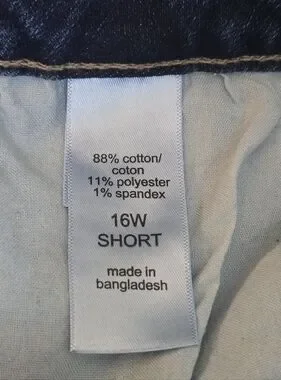 88% cotton/
coton
11% polyester
1% spandex
16W
SHORT
made in
bangladesh